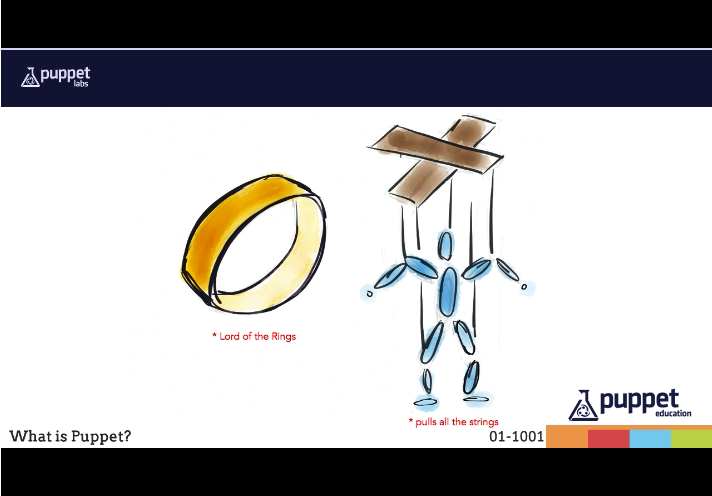 puppet
labs
* Lord of the Rings
* pulls all the strings
puppet
education
What is Puppet?
01-1001